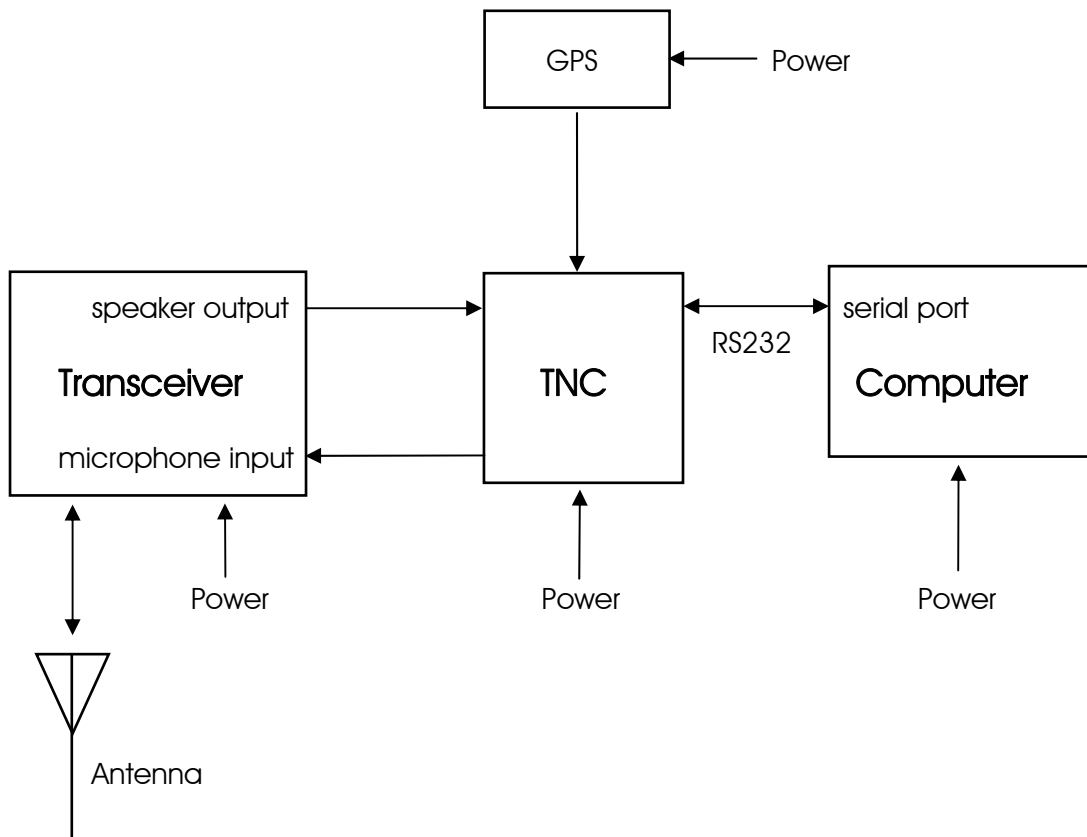 GPS
Power
speaker output
Transceiver
microphone input
TNC
RS232
serial port
Computer
Power
Power
Power
Antenna